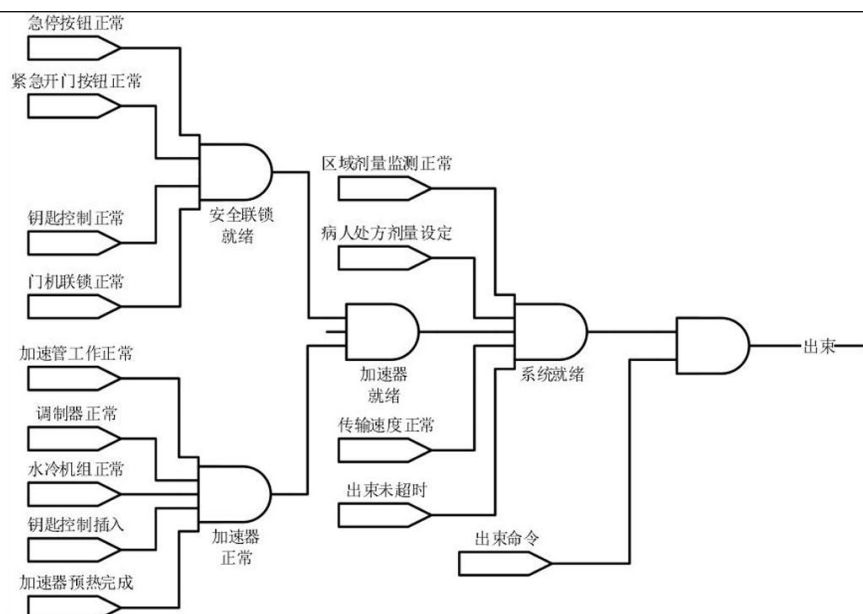 急停按钮正常
紧急开门按钮正常
钥匙控制正常
门机联锁正常
安全联锁
就绪
加速管工作正常
调制器正常
水冷机组正常
钥匙控制插入
加速器预热完成
加速器
正常
区域剂量监测正常
病人处方剂量设定
加速器
就绪
传输速度正常
出束未超时
系统就绪
出束命令
出束